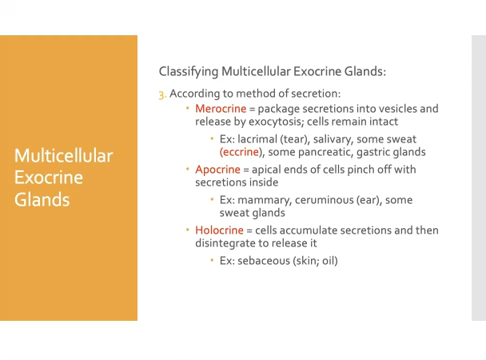 Multicellular
Exocrine
Glands
Classifying Multicellular Exocrine Glands:
3. According to method of secretion:
Merocrine = package secretions into vesicles and
release by exocytosis; cells remain intact
Ex: lacrimal (tear), salivary, some sweat
(eccrine), some pancreatic, gastric glands
Apocrine = apical ends of cells pinch off with
secretions inside
Ex: mammary, ceruminous (ear), some
sweat glands
Holocrine = cells accumulate secretions and then
disintegrate to release it
Ex: sebaceous (skin; oil)